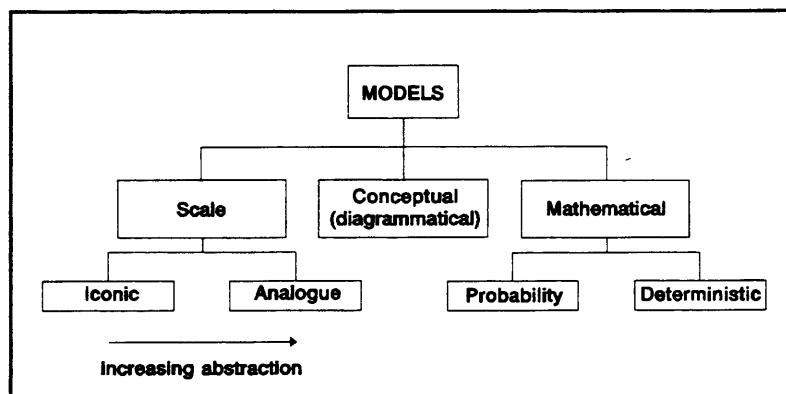 MODELS
Scale
Conceptual
(diagrammatical)
Mathematical
Iconic
Analogue
Probability
Deterministic
increasing abstraction